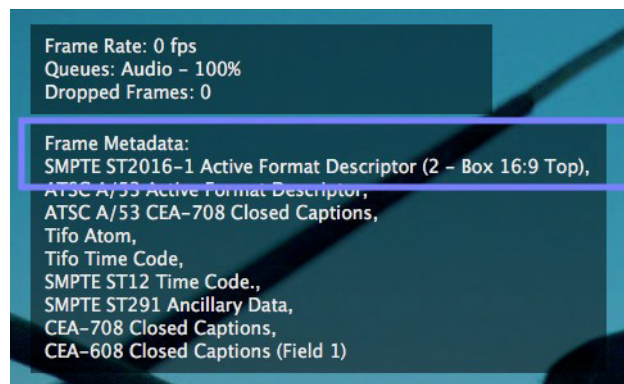 Frame Rate: 0 fps
Queues: Audio – 100%
Dropped Frames: 0
Frame Metadata:
SMPTE ST2016-1 Active Format Descriptor (2 – Box 16:9 Top),
ATSC A/53 Active Format Descriptor,
ATSC A/53 CEA-708 Closed Captions,
Tifo Atom,
Tifo Time Code,
SMPTE ST12 Time Code.,
SMPTE ST291 Ancillary Data,
CEA-708 Closed Captions,
CEA-608 Closed Captions (Field 1)